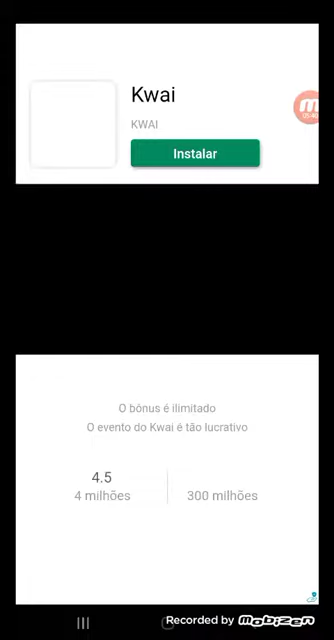 Kwai
KWAI
Instalar
O bônus é ilimitado
O evento do Kwai é tão lucrativo
4.5
4 milhões
300 milhões
Recorded by Mobizen